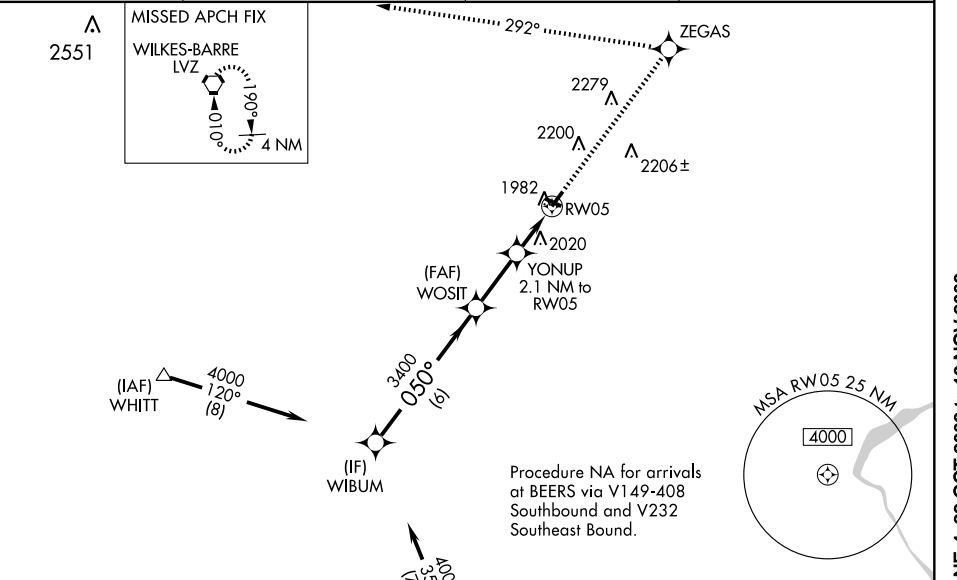 2551
MISSED APCH FIX
WILKES-BARRE
LVZ
190°
010°
4 NM
292°
ZEGAS
2279
2200
2206±
1982
RW05
2020
YONUP
2.1 NM to
RW05
(FAF)
WOSIT
3400
050°
(6)
(IAF)
WHITT
4000
120°
(8)
(IF)
WIBUM
Procedure NA for arrivals
at BEERS via V149-408
Southbound and V232
Southeast Bound.
MSA RW05 25 NM
4000